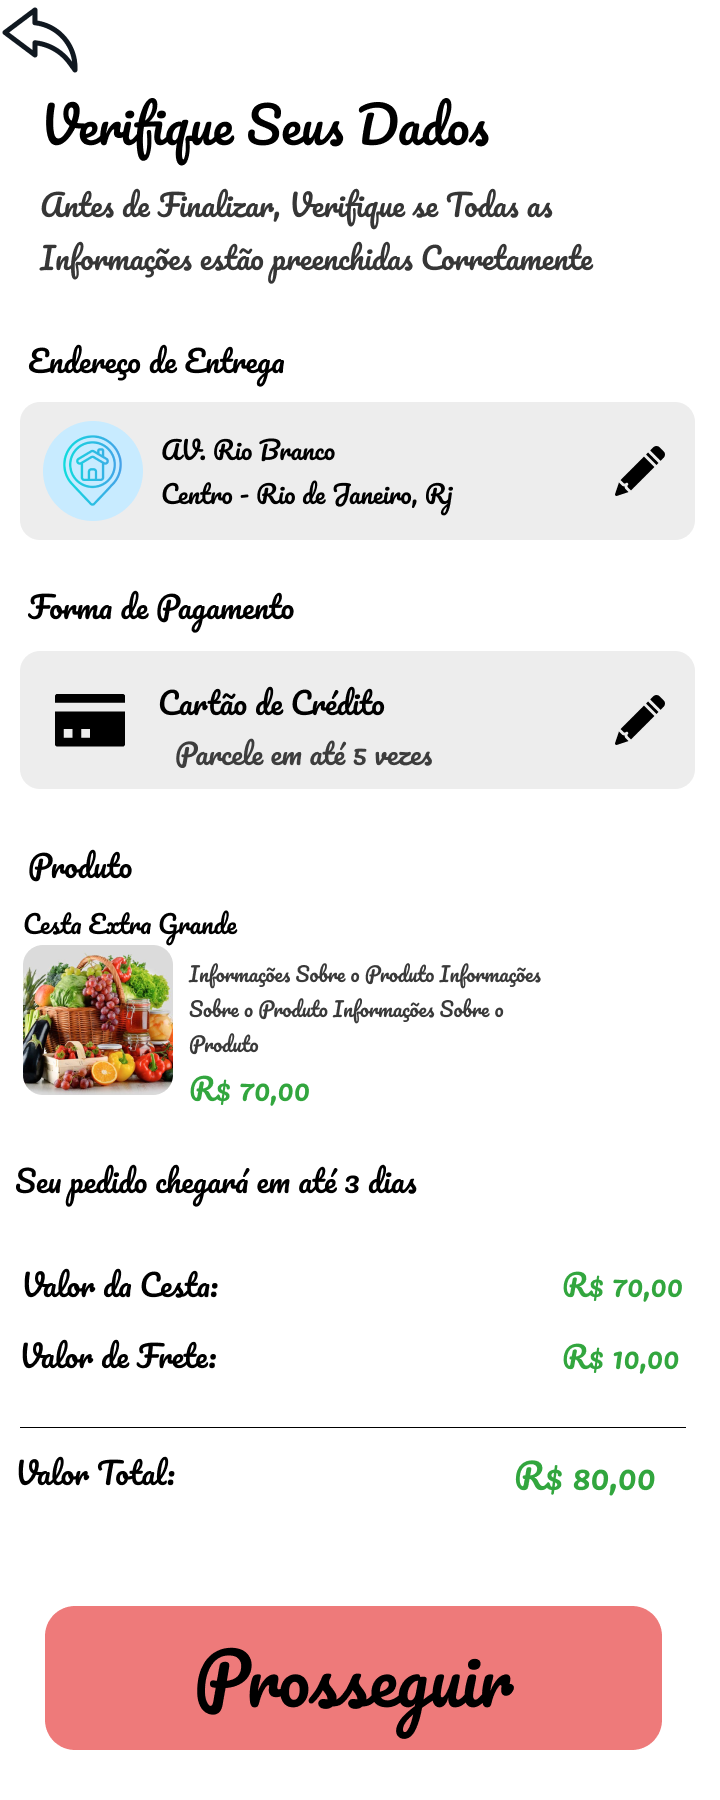 Verifique Seus Dados
Antes de Finalizar, Verifique se Todas as
Informações estão preenchidas Corretamente
Endereço de Entrega
AV. Rio Branco
Centro - Rio de Janeiro, Rj
Forma de Pagamento
Cartão de Crédito
Parcele em até 5 vezes
Produto
Cesta Extra Grande
Informações Sobre o Produto Informações
Sobre o Produto Informações Sobre o
Produto
R$ 70,00
Seu pedido chegará em até 3 dias
Valor da Cesta: R$ 70,00
Valor de Frete: R$ 10,00
Valor Total: R$ 80,00
Prosseguir